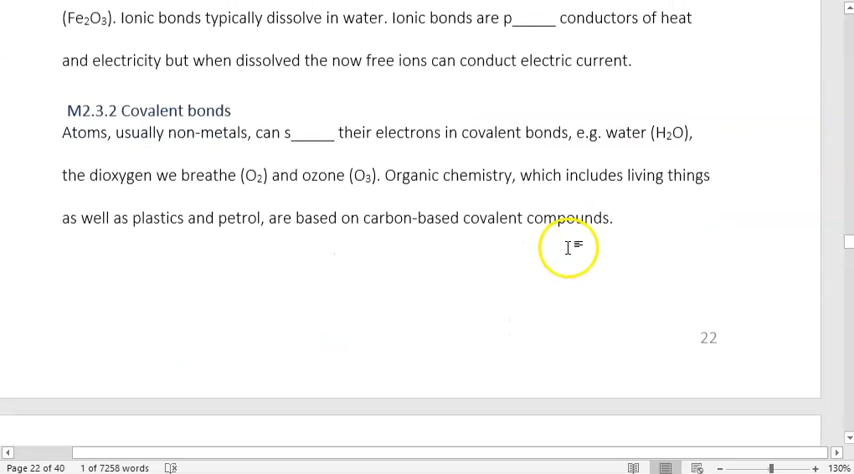 (Fe₂O₃). Ionic bonds typically dissolve in water. Ionic bonds are p_____ conductors of heat
and electricity but when dissolved the now free ions can conduct electric current.
M2.3.2 Covalent bonds
Atoms, usually non-metals, can s_____ their electrons in covalent bonds, e.g. water (H₂O),
the dioxygen we breathe (O₂) and ozone (O₃). Organic chemistry, which includes living things
as well as plastics and petrol, are based on carbon-based covalent compounds.
22
Page 22 of 40 1 of 7258 words 130%